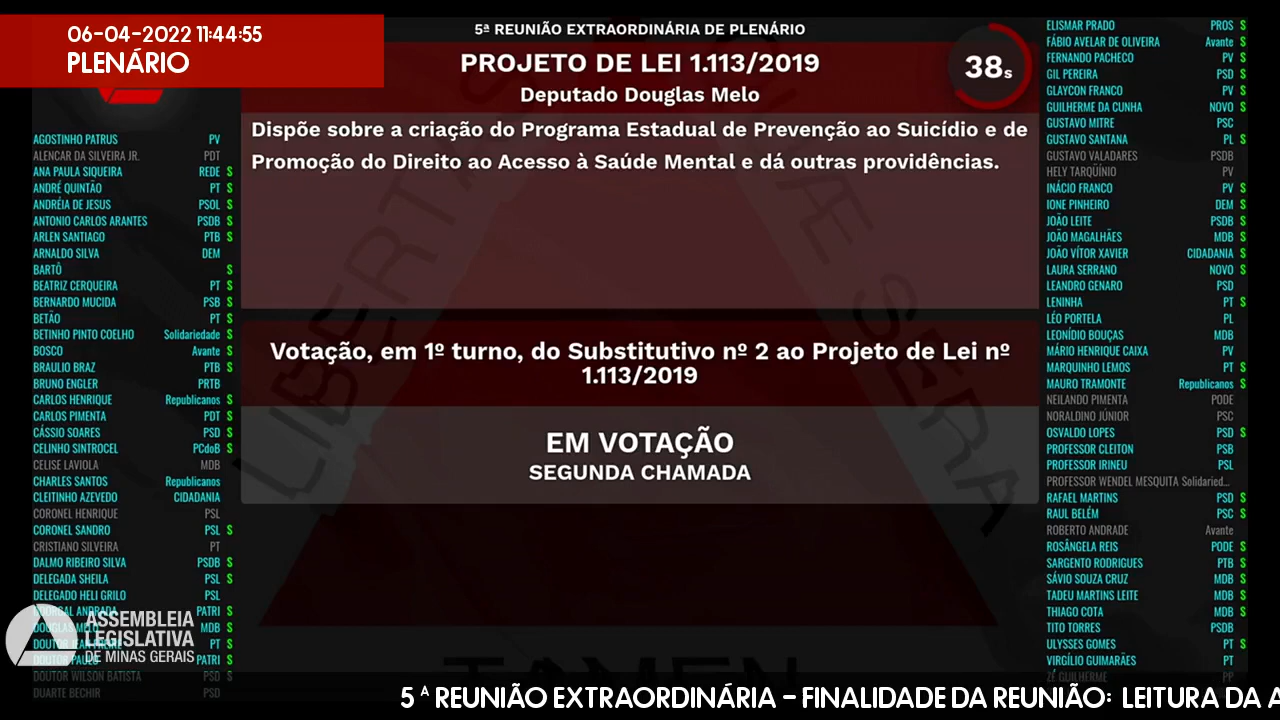 06-04-2022 11:44:55
PLENÁRIO
5ª REUNIÃO EXTRAORDINÁRIA DE PLENÁRIO
PROJETO DE LEI 1.113/2019
Deputado Douglas Melo
38s
Dispõe sobre a criação do Programa Estadual de Prevenção ao Suicídio e de
Promoção do Direito ao Acesso à Saúde Mental e dá outras providências.
Votação, em 1º turno, do Substitutivo nº 2 ao Projeto de Lei nº
1.113/2019
EM VOTAÇÃO
SEGUNDA CHAMADA
AGOSTINHO PATRUS PV
ALENCAR DA SILVEIRA JR. PDT
ANA PAULA SIQUEIRA REDE S
ANDRÉ QUINTÃO PT S
ANDRÉIA DE JESUS PSOL S
ANTONIO CARLOS ARANTES PSDB S
ARLEN SANTIAGO PTB S
ARNALDO SILVA DEM
BARTÔ S
BEATRIZ CERQUEIRA PT S
BERNARDO MUCIDA PSB S
BETÃO PT S
BETINHO PINTO COELHO Solidariedade S
BOSCO Avante S
BRAULIO BRAZ PTB S
BRUNO ENGLER PRTB
CARLOS HENRIQUE Republicanos S
CARLOS PIMENTA PDT S
CÁSSIO SOARES PSD S
CELINHO SINTROCEL PCdoB S
CELISE LAVIOLA MDB
CHARLES SANTOS Republicanos
CLEITINHO AZEVEDO CIDADANIA
CORONEL HENRIQUE PSL
CORONEL SANDRO PSL S
CRISTIANO SILVEIRA PT
DALMO RIBEIRO SILVA PSDB S
DELEGADA SHEILA PSL S
DELEGADO HELI GRILO PSL
DOORGAL ANDRADA PATRI S
DOUGLAS MELO MDB S
DOUTOR JEAN FREIRE PT S
DOUTOR PAULO PATRI S
DOUTOR WILSON BATISTA PSD S
DUARTE BECHIR PSD
ELISMAR PRADO PROS S
FÁBIO AVELAR DE OLIVEIRA Avante S
FERNANDO PACHECO PV S
GIL PEREIRA PSD S
GLAYCON FRANCO PV S
GUILHERME DA CUNHA NOVO S
GUSTAVO MITRE PSC
GUSTAVO SANTANA PL S
GUSTAVO VALADARES PSDB
HELY TARQÜÍNIO PV
INÁCIO FRANCO PV S
IONE PINHEIRO DEM S
JOÃO LEITE PSDB S
JOÃO MAGALHÃES MDB S
JOÃO VÍTOR XAVIER CIDADANIA S
LAURA SERRANO NOVO S
LEANDRO GENARO PSD
LENINHA PT S
LÉO PORTELA PL
LEONÍDIO BOUÇAS MDB
MÁRIO HENRIQUE CAIXA PV
MARQUINHO LEMOS PT S
MAURO TRAMONTE Republicanos S
NEILANDO PIMENTA PODE
NORALDINO JÚNIOR PSC
OSVALDO LOPES PSD S
PROFESSOR CLEITON PSB
PROFESSOR IRINEU PSL
PROFESSOR WENDEL MESQUITA Solidaried...
RAFAEL MARTINS PSD S
RAUL BELÉM PSC S
ROBERTO ANDRADE Avante
ROSÂNGELA REIS PODE S
SARGENTO RODRIGUES PTB S
SÁVIO SOUZA CRUZ MDB S
TADEU MARTINS LEITE MDB S
THIAGO COTA MDB S
TITO TORRES PSDB
ULYSSES GOMES PT S
VIRGÍLIO GUIMARÃES PT
ZÉ GUILHERME PP
ASSEMBLEIA
LEGISLATIVA
DE MINAS GERAIS
5 ª REUNIÃO EXTRAORDINÁRIA – FINALIDADE DA REUNIÃO: LEITURA DA A